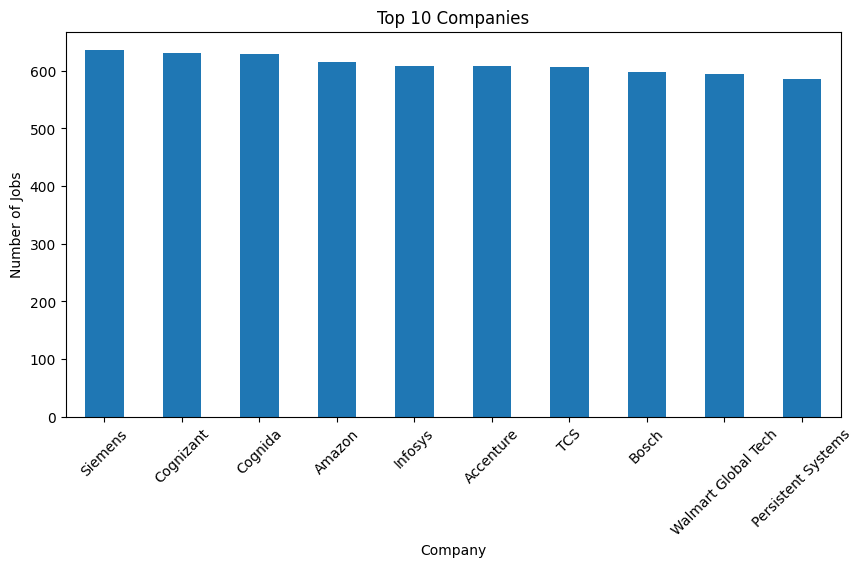 Top 10 Companies
Number of Jobs
600
500
400
300
200
100
0
Siemens
Cognizant
Cognida
Amazon
Infosys
Accenture
TCS
Bosch
Walmart Global Tech
Persistent Systems
Company